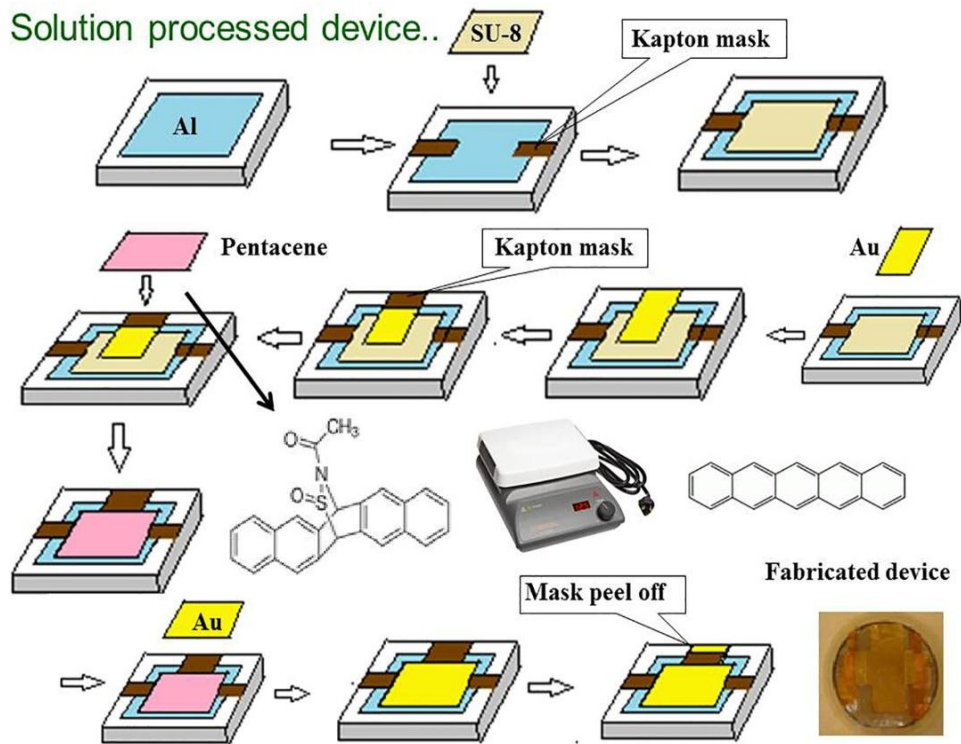 Solution processed device..
SU-8
Kapton mask
Al
Pentacene
Kapton mask
Au
CH3
O
N
O
S
Fabricated device
Mask peel off
Au